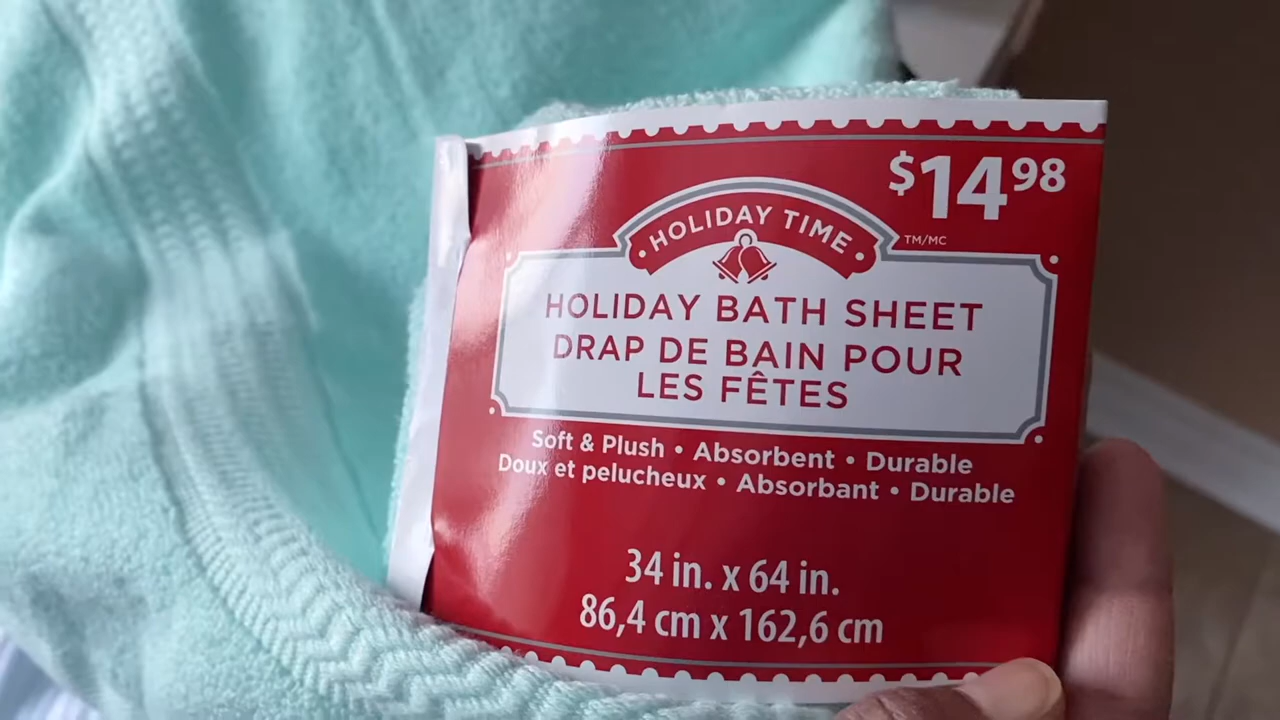 $14.98
HOLIDAY TIME
TM/MC
HOLIDAY BATH SHEET
DRAP DE BAIN POUR
LES FÊTES
Soft & Plush • Absorbent • Durable
Doux et pelucheux • Absorbant • Durable
34 in. x 64 in.
86,4 cm x 162,6 cm